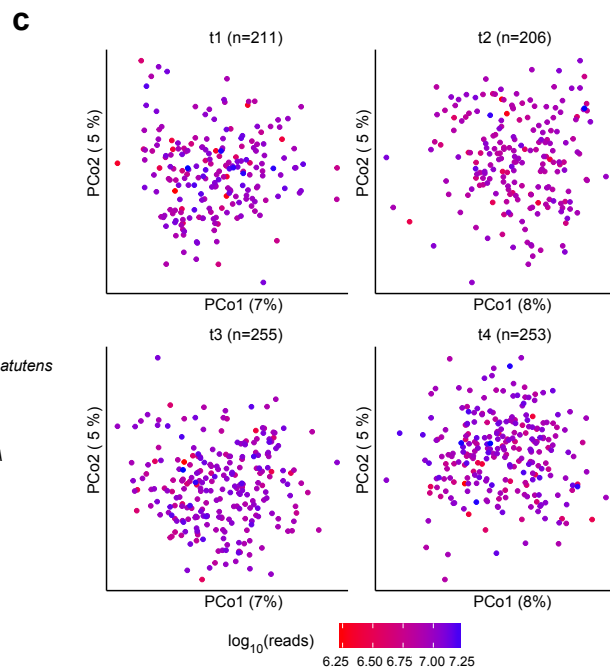 c
t1 (n=211)
t2 (n=206)
PCo2 ( 5 %)
PCo2 ( 5 %)
PCo1 (7%)
PCo1 (8%)
t3 (n=255)
t4 (n=253)
atutens
PCo2 ( 5 %)
PCo2 ( 5 %)
PCo1 (7%)
PCo1 (8%)
log10(reads)
6.25 6.50 6.75 7.00 7.25